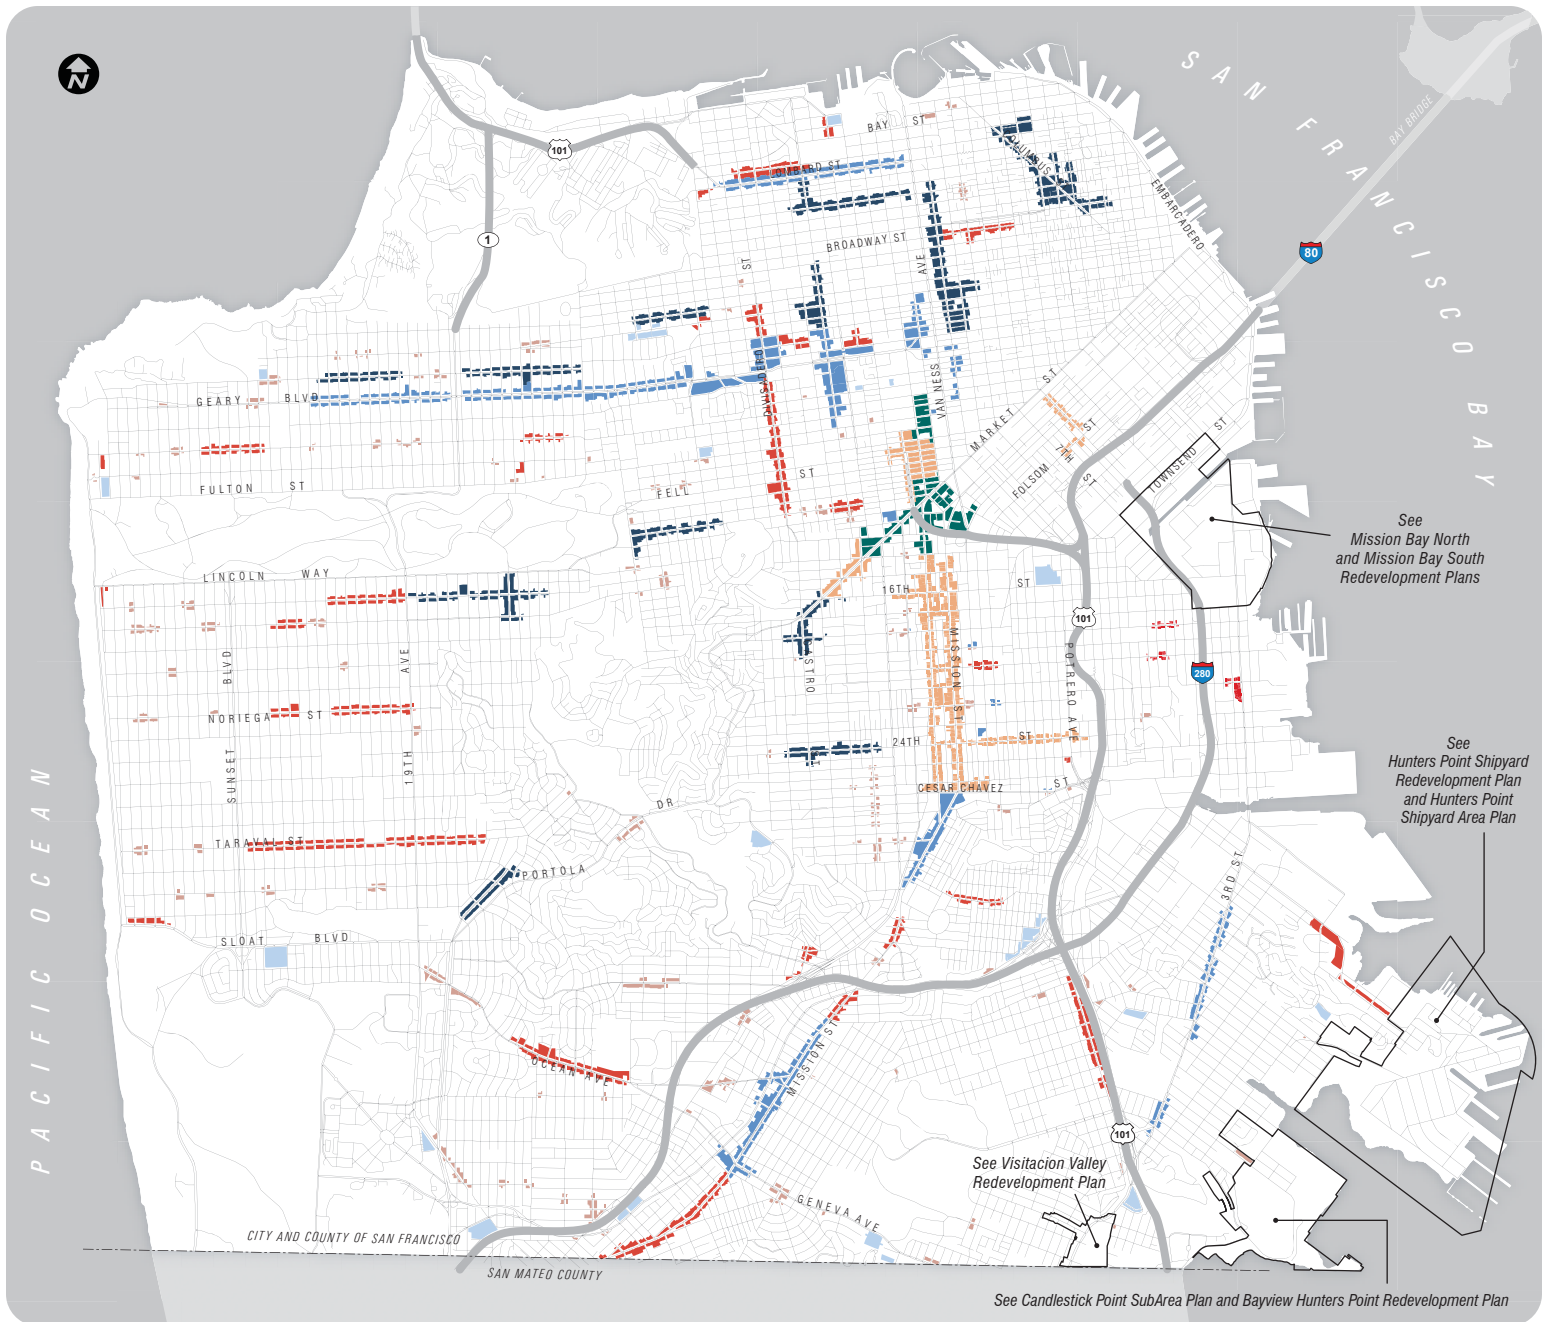 N
SAN FRANCISCO BAY
BAY BRIDGE
BAY ST
101
COLUMBUS
LOMBARD ST
EMBARCADERO
1
BROADWAY ST
80
ST
AVE
DIVISADERO
VAN NESS
GEARY BLVD
MARKET ST
FOLSOM ST
7TH ST
TOWNSEND ST
FULTON ST
FELL ST
See
Mission Bay North
and Mission Bay South
Redevelopment Plans
LINCOLN WAY
16TH ST
101
CASTRO ST
MISSION ST
POTRERO AVE
280
SUNSET BLVD
19TH AVE
NORIEGA ST
24TH ST
See
Hunters Point Shipyard
Redevelopment Plan
and Hunters Point
Shipyard Area Plan
CESAR CHAVEZ ST
PACIFIC OCEAN
TARAVAL ST
PORTOLA DR
3RD ST
SLOAT BLVD
OCEAN AVE
MISSION ST
101
See Visitacion Valley
Redevelopment Plan
GENEVA AVE
CITY AND COUNTY OF SAN FRANCISCO
SAN MATEO COUNTY
See Candlestick Point SubArea Plan and Bayview Hunters Point Redevelopment Plan